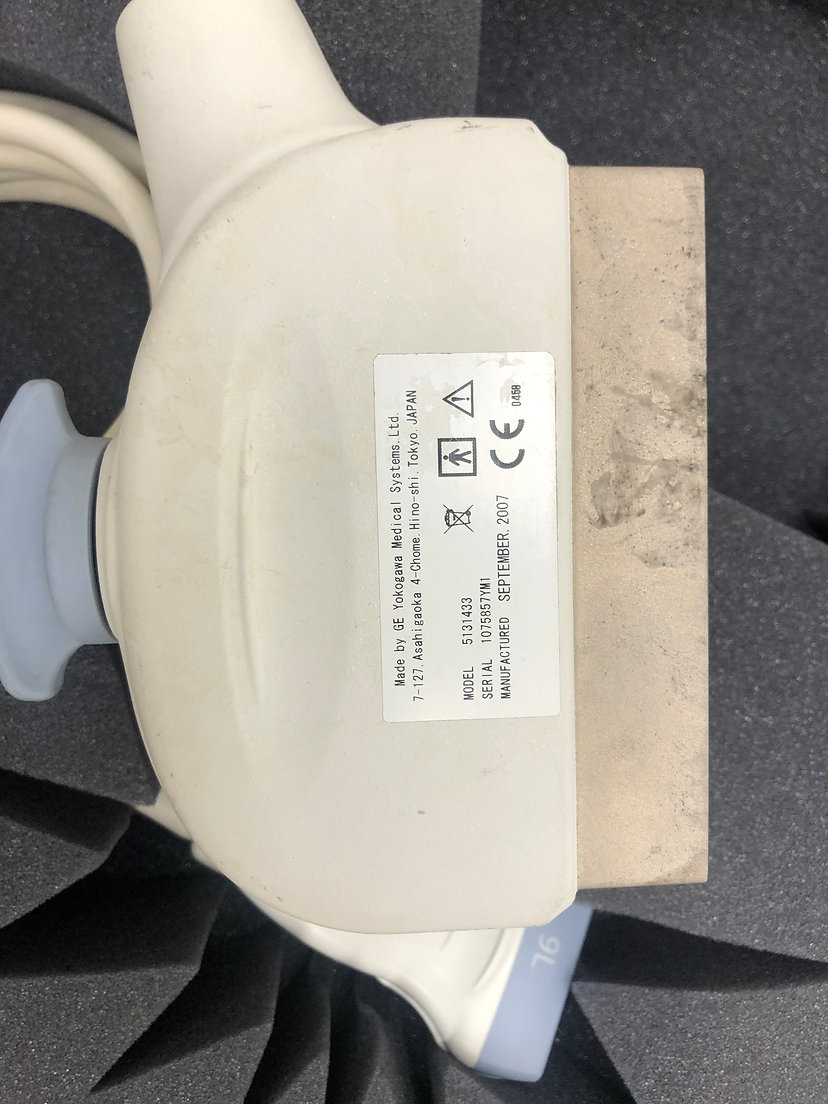 Made by GE Yokogawa Medical Systems.Ltd.
7-127.Asahigaoka 4-Chome.Hino-shi.Tokyo.JAPAN
MODEL 5131433
SERIAL 1075857YM1
MANUFACTURED SEPTEMBER.2007
CE 0459
9L